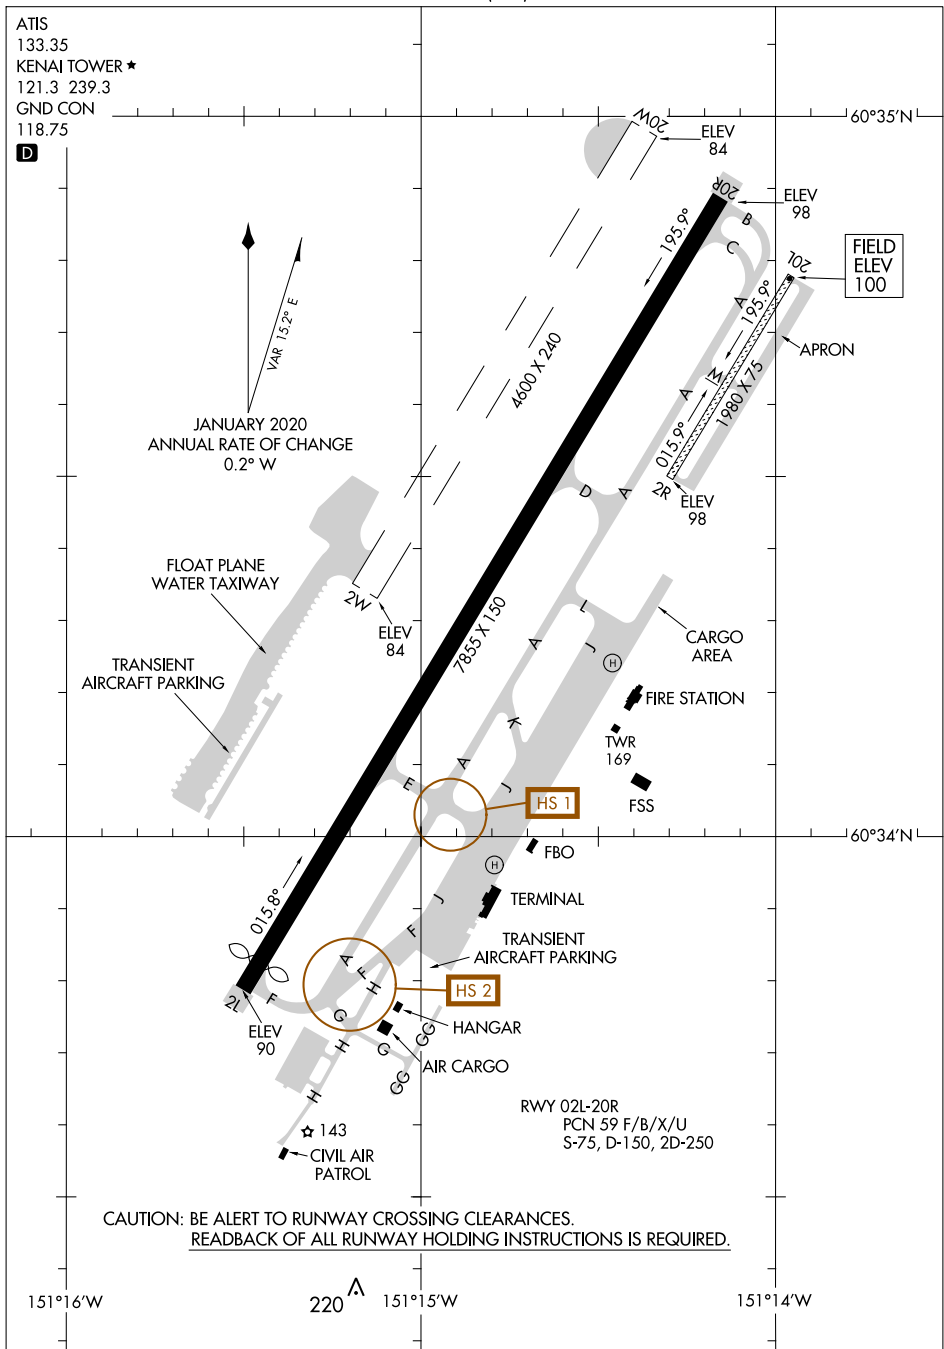 ATIS
133.35
KENAI TOWER ★
121.3 239.3
GND CON
118.75
D
20W
ELEV
84
60°35'N
20R
ELEV
98
B
C
195.9°
20L
FIELD
ELEV
100
A
195.9°
APRON
VAR 15.2° E
JANUARY 2020
ANNUAL RATE OF CHANGE
0.2° W
4600 X 240
A
M
1980 X 75
015.9°
2R
ELEV
98
D
A
FLOAT PLANE
WATER TAXIWAY
2W
ELEV
84
7855 X 150
L
A
J
H
CARGO
AREA
TRANSIENT
AIRCRAFT PARKING
FIRE STATION
K
TWR
169
A
E
J
HS 1
FSS
60°34'N
FBO
H
015.8°
J
TERMINAL
F
TRANSIENT
AIRCRAFT PARKING
A
F
H
HS 2
2L
F
ELEV
90
G
HANGAR
H
G
GG
AIR CARGO
GG
H
RWY 02L-20R
PCN 59 F/B/X/U
S-75, D-150, 2D-250
143
CIVIL AIR
PATROL
CAUTION: BE ALERT TO RUNWAY CROSSING CLEARANCES.
READBACK OF ALL RUNWAY HOLDING INSTRUCTIONS IS REQUIRED.
151°16'W
220
151°15'W
151°14'W